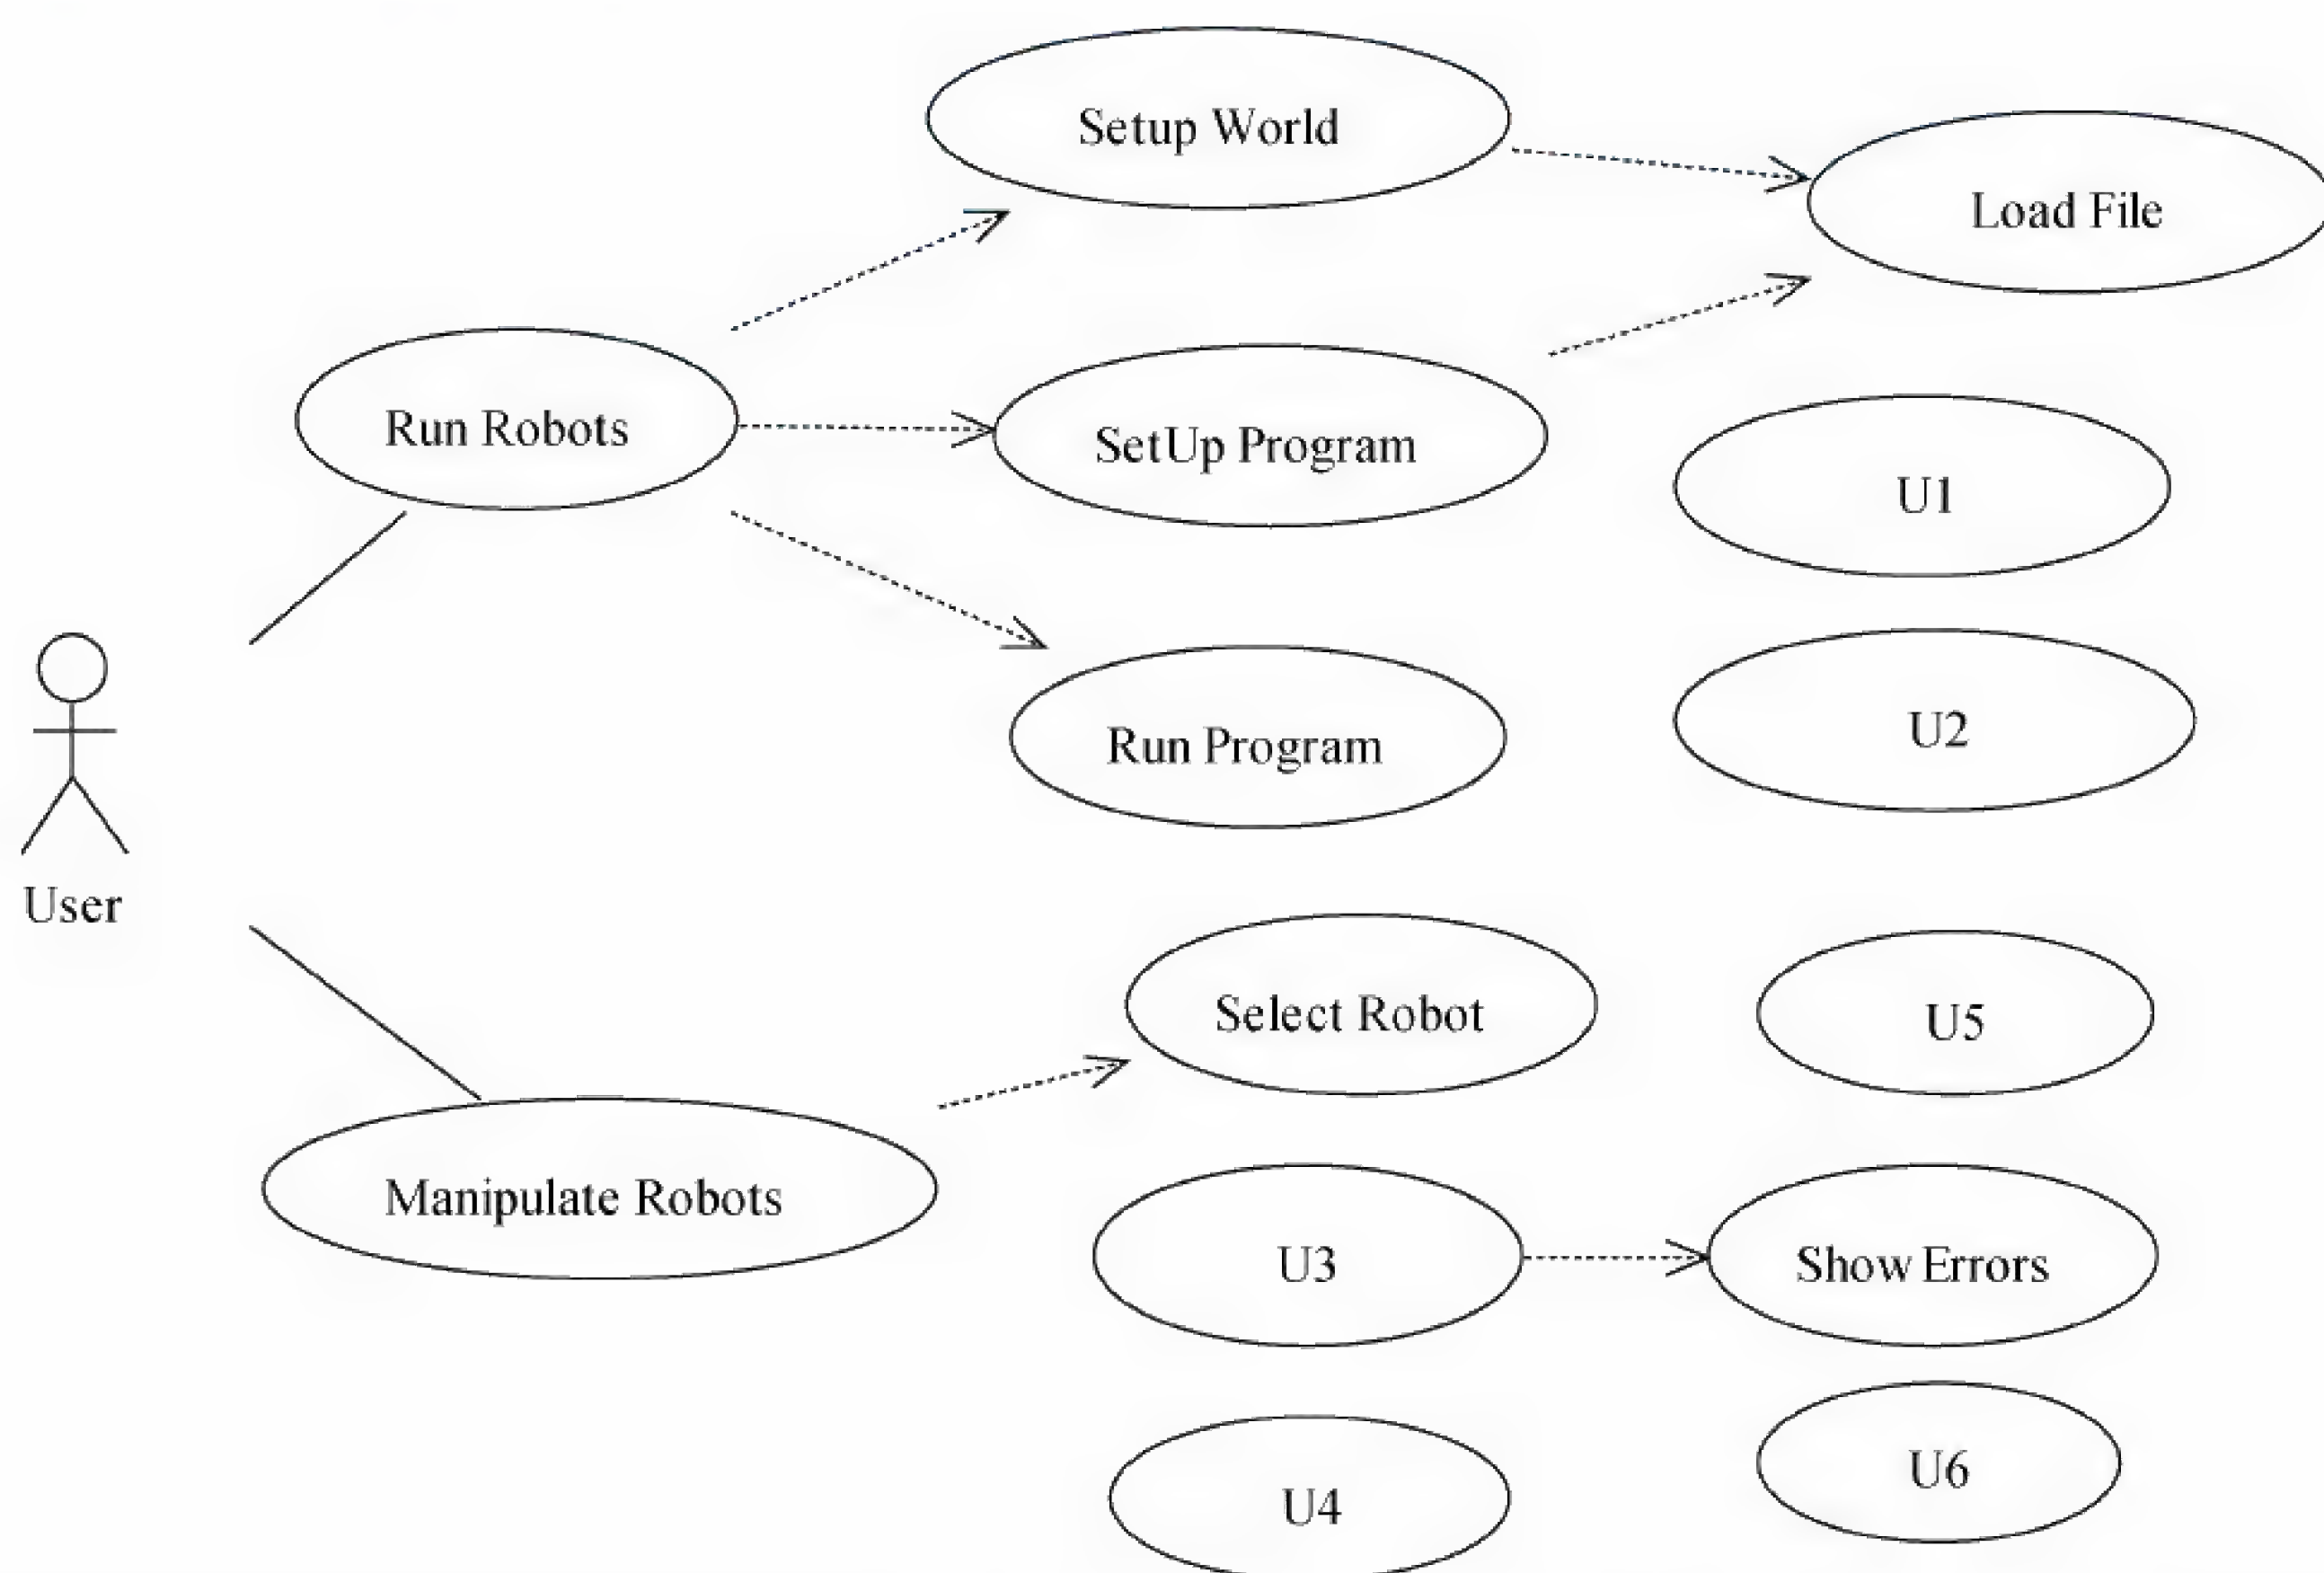 Setup World
Load File
Run Robots
SetUp Program
U1
Run Program
U2
User
Select Robot
U5
Manipulate Robots
U3
Show Errors
U4
U6